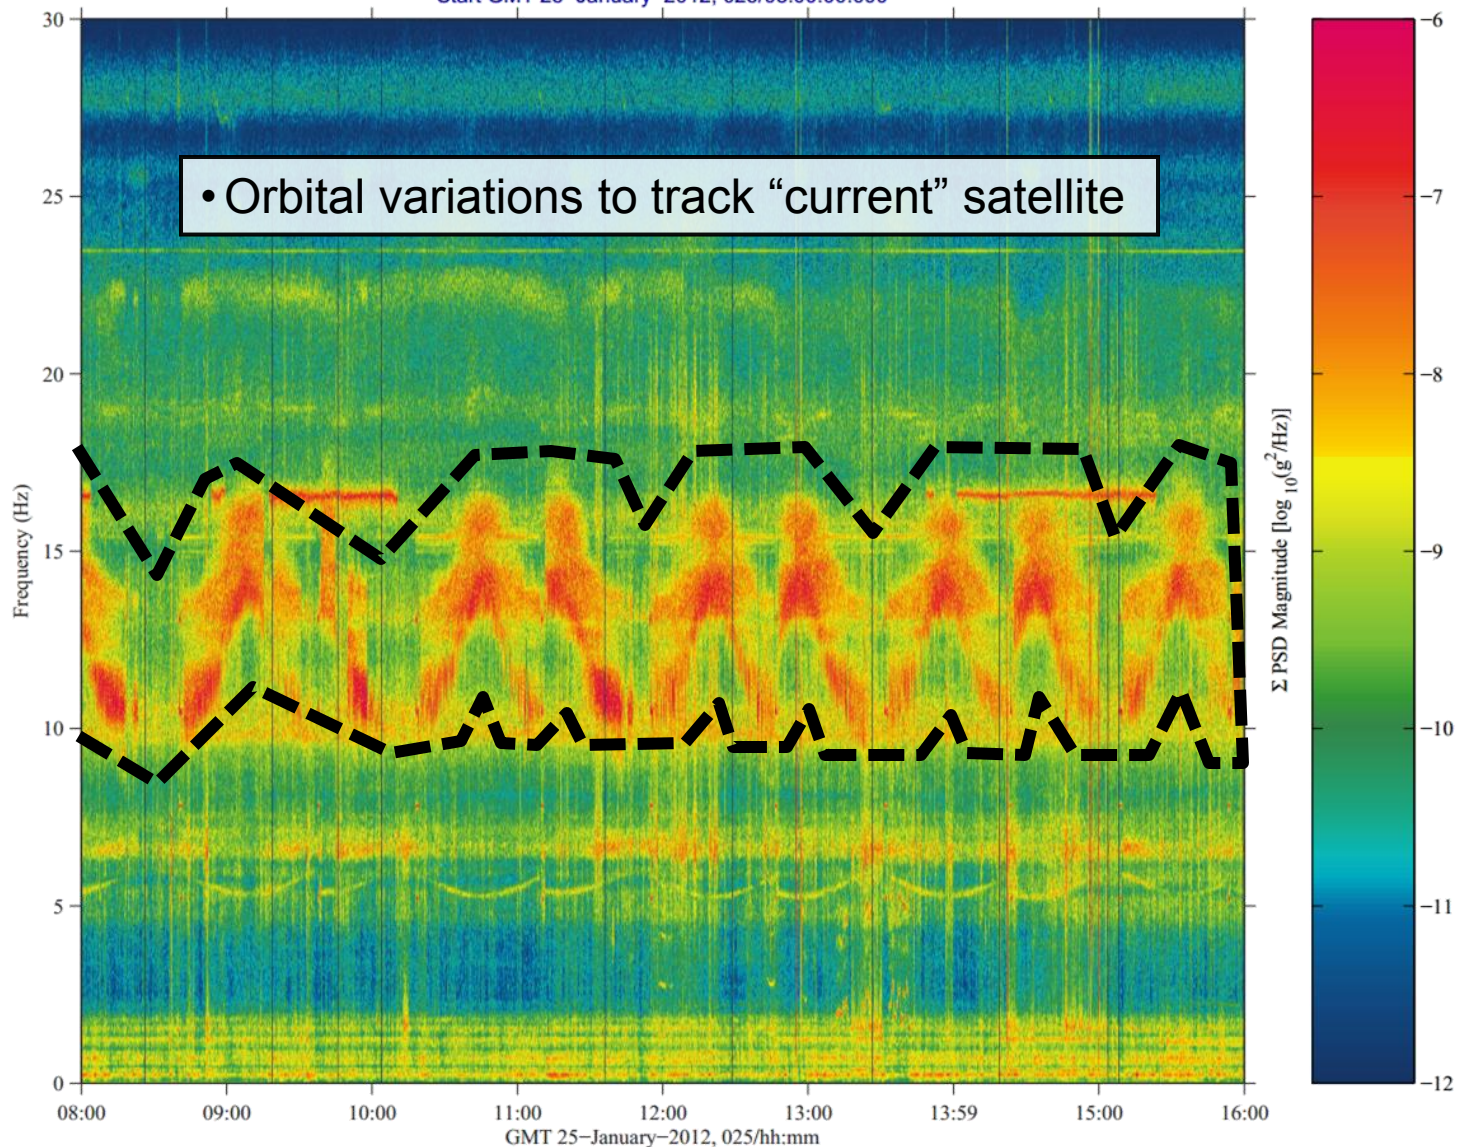 • Orbital variations to track “current” satellite
Frequency (Hz)
30
25
20
15
10
5
0
08:00 09:00 10:00 11:00 12:00 13:00 13:59 15:00 16:00
GMT 25−January−2012, 025/hh:mm
Σ PSD Magnitude [log 10(g2/Hz)]
−6
−7
−8
−9
−10
−11
−12